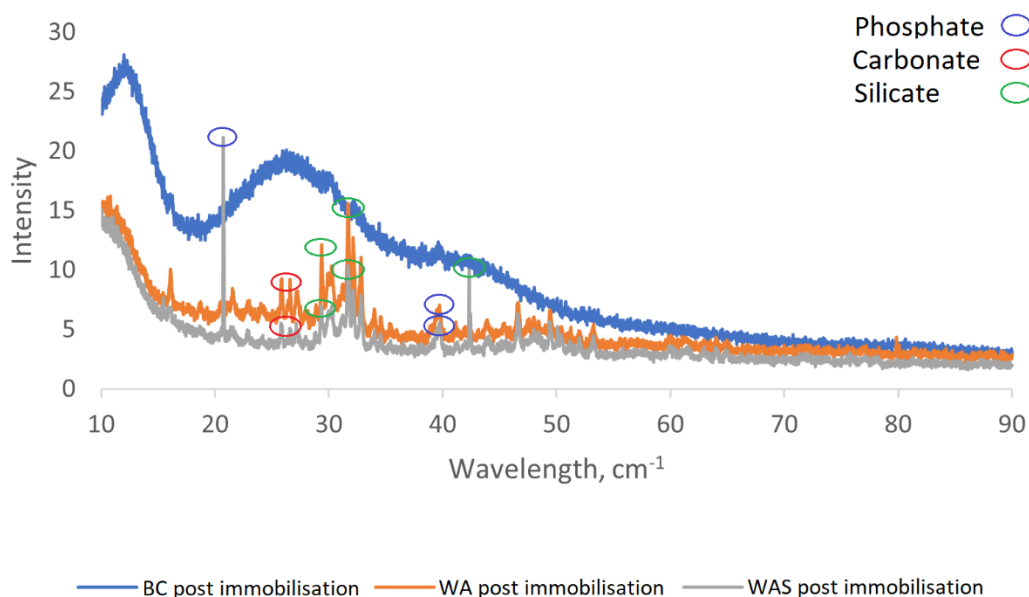 Phosphate
Carbonate
Silicate
Intensity
30
25
20
15
10
5
0
10 20 30 40 50 60 70 80 90
Wavelength, cm⁻¹
BC post immobilisation WA post immobilisation WAS post immobilisation